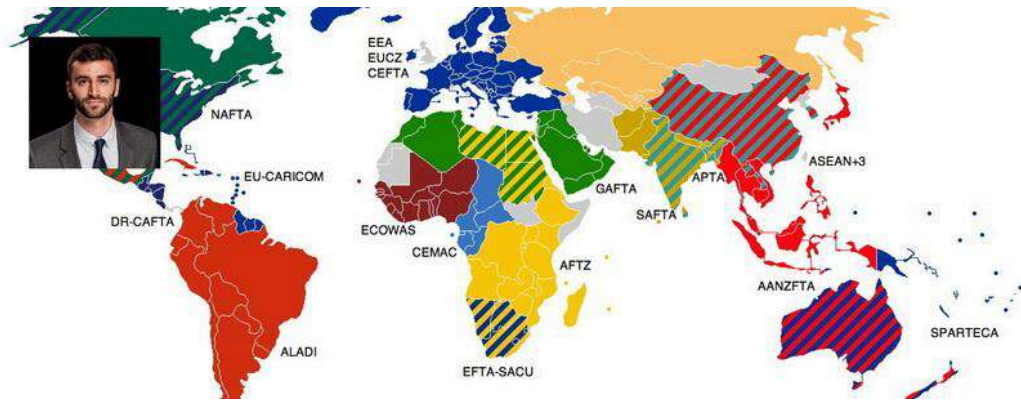 EEA
EUCZ
CEFTA
NAFTA
ASEAN+3
EU-CARICOM
APTA
GAFTA
SAFTA
DR-CAFTA
ECOWAS
CEMAC
AFTZ
AANZFTA
SPARTECA
ALADI
EFTA-SACU